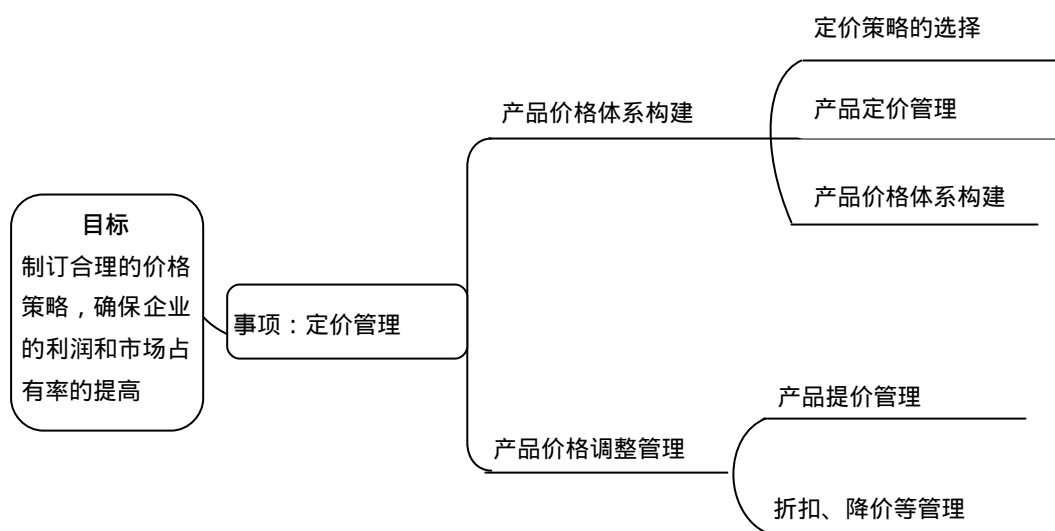 定价策略的选择
产品价格体系构建
产品定价管理
产品价格体系构建
目标
制订合理的价格
策略，确保企业
的利润和市场占
有率的提高
事项：定价管理
产品提价管理
产品价格调整管理
折扣、降价等管理